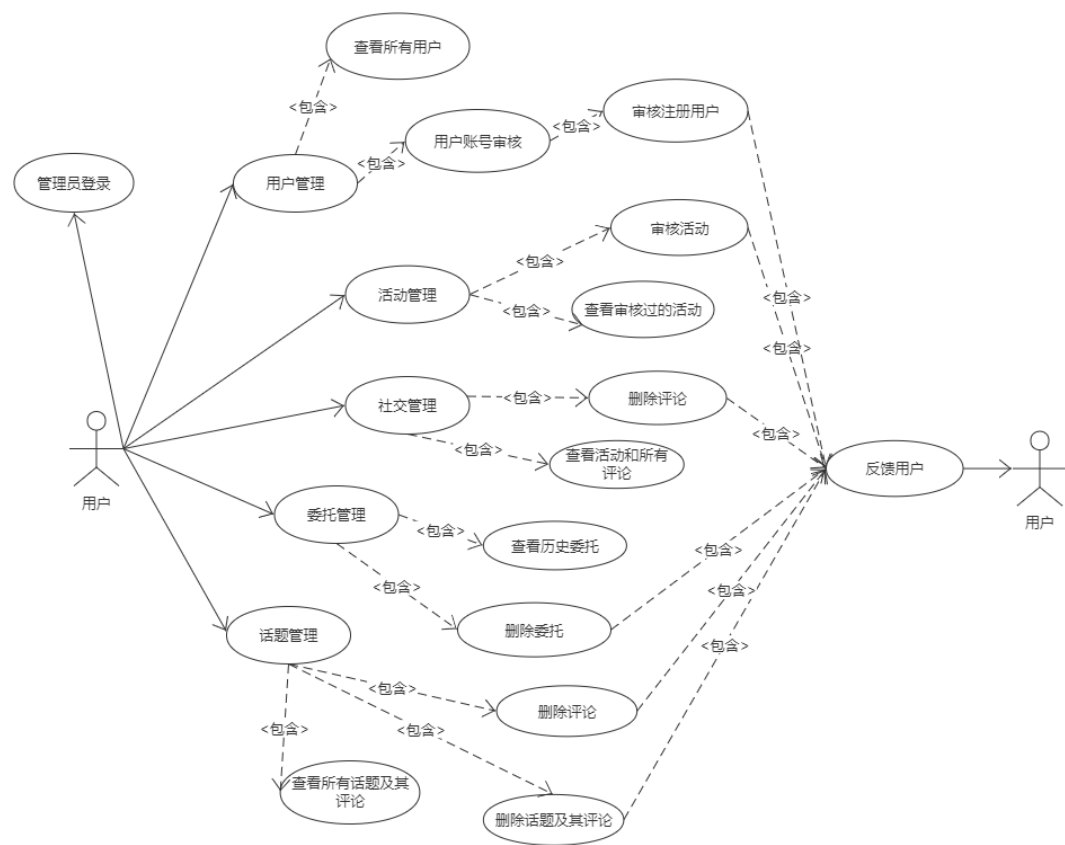 查看所有用户
<包含>
审核注册用户
<包含>
用户账号审核
<包含>
管理员登录
用户管理
审核活动
<包含>
活动管理
<包含>
查看审核过的活动
<包含>
<包含>
社交管理
<包含>
删除评论
<包含>
<包含>
查看活动和所有
评论
反馈用户
用户
用户
委托管理
<包含>
查看历史委托
<包含>
<包含>
删除委托
<包含>
话题管理
<包含>
<包含>
删除评论
<包含>
<包含>
查看所有话题及其
评论
<包含>
删除话题及其评论